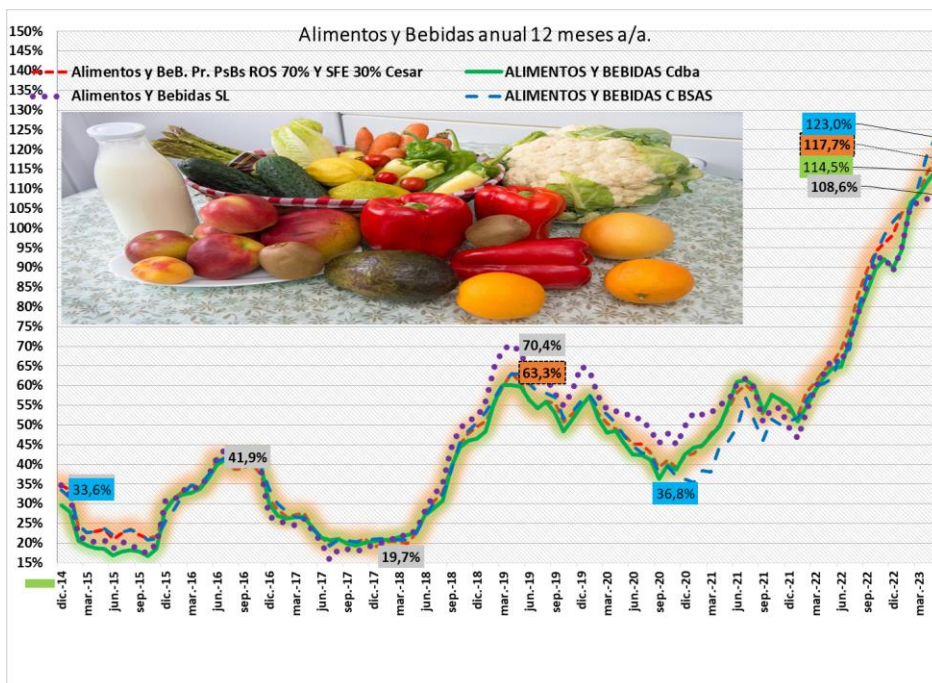 Alimentos y Bebidas anual 12 meses a/a.
Alimentos y BeB. Pr. PsBs ROS 70% Y SFE 30% Cesar
ALIMENTOS Y BEBIDAS Cdba
Alimentos Y Bebidas SL
ALIMENTOS Y BEBIDAS C BSAS
150%
145%
140%
135%
130%
125%
120%
115%
110%
105%
100%
95%
90%
85%
80%
75%
70%
65%
60%
55%
50%
45%
40%
35%
30%
25%
20%
15%
123,0%
117,7%
114,5%
108,6%
70,4%
63,3%
41,9%
33,6%
36,8%
19,7%
dic.-14
mar.-15
jun.-15
sep.-15
dic.-15
mar.-16
jun.-16
sep.-16
dic.-16
mar.-17
jun.-17
sep.-17
dic.-17
mar.-18
jun.-18
sep.-18
dic.-18
mar.-19
jun.-19
sep.-19
dic.-19
mar.-20
jun.-20
sep.-20
dic.-20
mar.-21
jun.-21
sep.-21
dic.-21
mar.-22
jun.-22
sep.-22
dic.-22
mar.-23